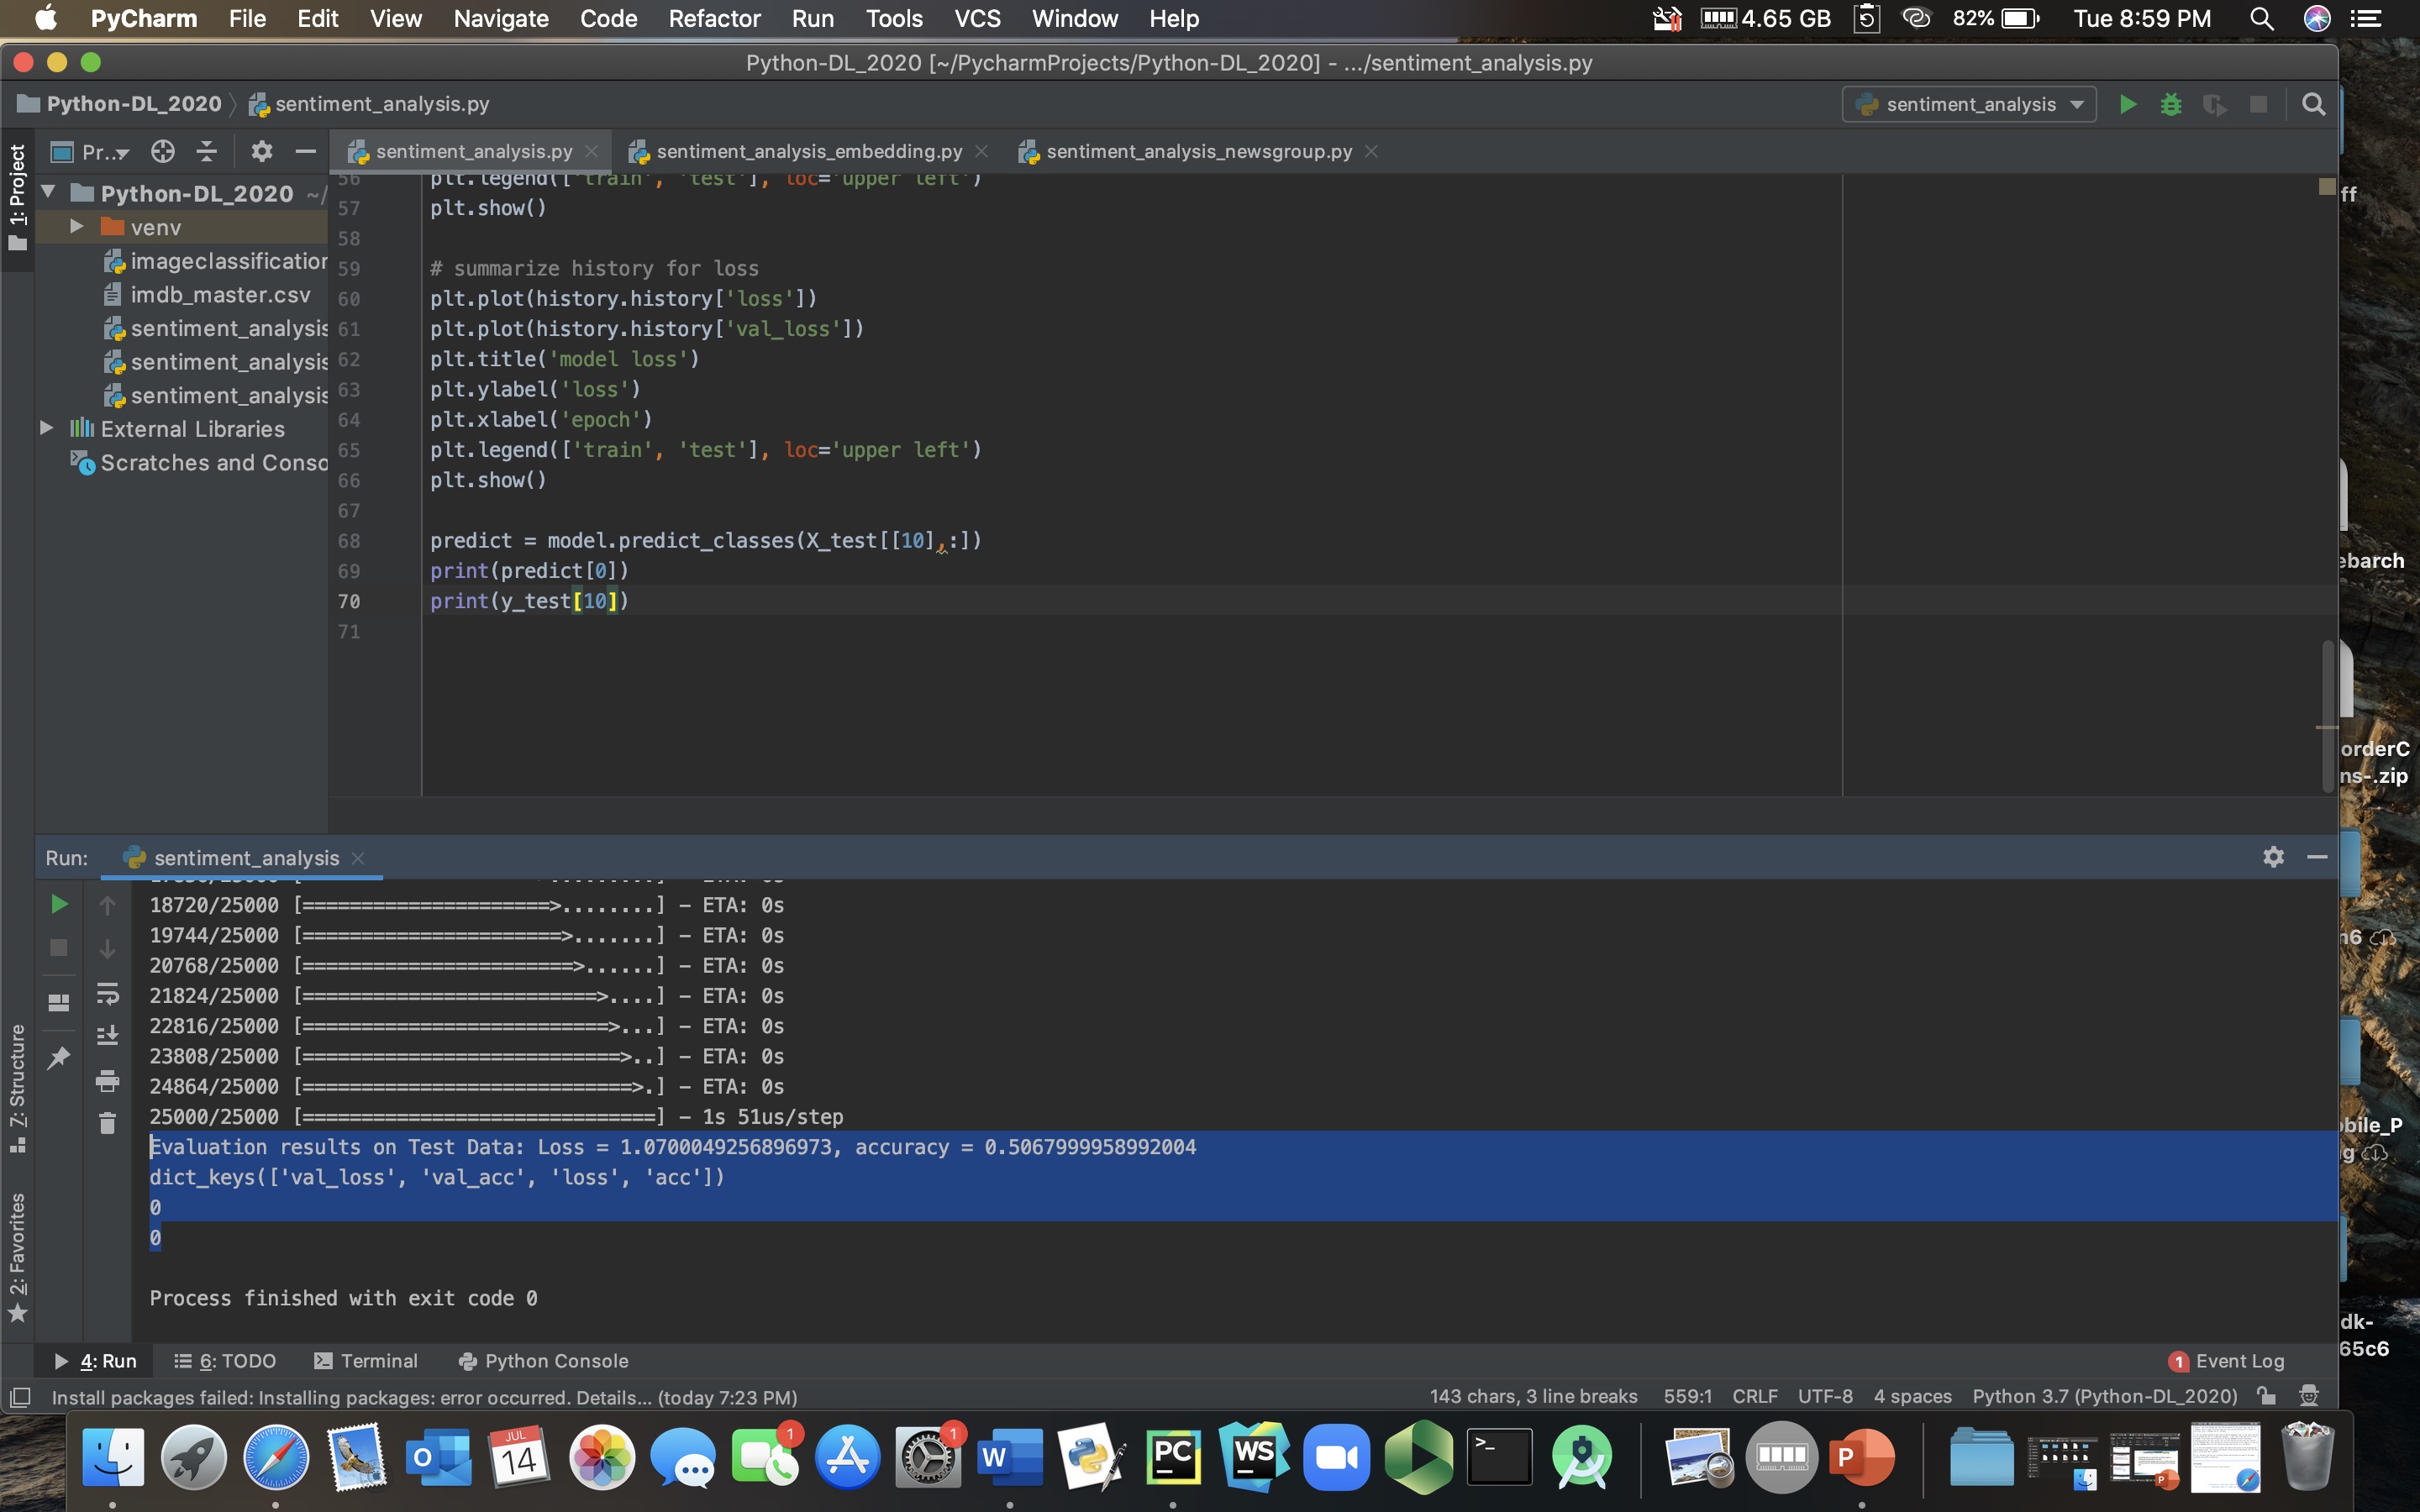 PyCharm File Edit View Navigate Code Refactor Run Tools VCS Window Help 4.65 GB 82% Tue 8:59 PM
Python-DL_2020 [~/PycharmProjects/Python-DL_2020] - .../sentiment_analysis.py
Python-DL_2020 sentiment_analysis.py sentiment_analysis
1: Project
Pr... sentiment_analysis.py sentiment_analysis_embedding.py sentiment_analysis_newsgroup.py
Python-DL_2020 ~/
venv
imageclassification
imdb_master.csv
sentiment_analysis
sentiment_analysis
sentiment_analysis
External Libraries
Scratches and Conso
56 plt.legend(['train', 'test'], loc='upper left')
57 plt.show()
58
59 # summarize history for loss
60 plt.plot(history.history['loss'])
61 plt.plot(history.history['val_loss'])
62 plt.title('model loss')
63 plt.ylabel('loss')
64 plt.xlabel('epoch')
65 plt.legend(['train', 'test'], loc='upper left')
66 plt.show()
67
68 predict = model.predict_classes(X_test[[10],:])
69 print(predict[0])
70 print(y_test[10])
71
ff
ebarch
orderC
ns-.zip
n6
bile_P
g
dk-
65c6
Run: sentiment_analysis
18720/25000 [=====================>........] - ETA: 0s
19744/25000 [======================>.......] - ETA: 0s
20768/25000 [=======================>......] - ETA: 0s
21824/25000 [=========================>....] - ETA: 0s
22816/25000 [==========================>...] - ETA: 0s
23808/25000 [===========================>..] - ETA: 0s
24864/25000 [============================>.] - ETA: 0s
25000/25000 [==============================] - 1s 51us/step
Evaluation results on Test Data: Loss = 1.0700049256896973, accuracy = 0.5067999958992004
dict_keys(['val_loss', 'val_acc', 'loss', 'acc'])
0
0
Process finished with exit code 0
Z: Structure
2: Favorites
4: Run 6: TODO Terminal Python Console 1 Event Log
Install packages failed: Installing packages: error occurred. Details... (today 7:23 PM) 143 chars, 3 line breaks 559:1 CRLF UTF-8 4 spaces Python 3.7 (Python-DL_2020)
O JUL 14 1 1 W PC WS >_ P